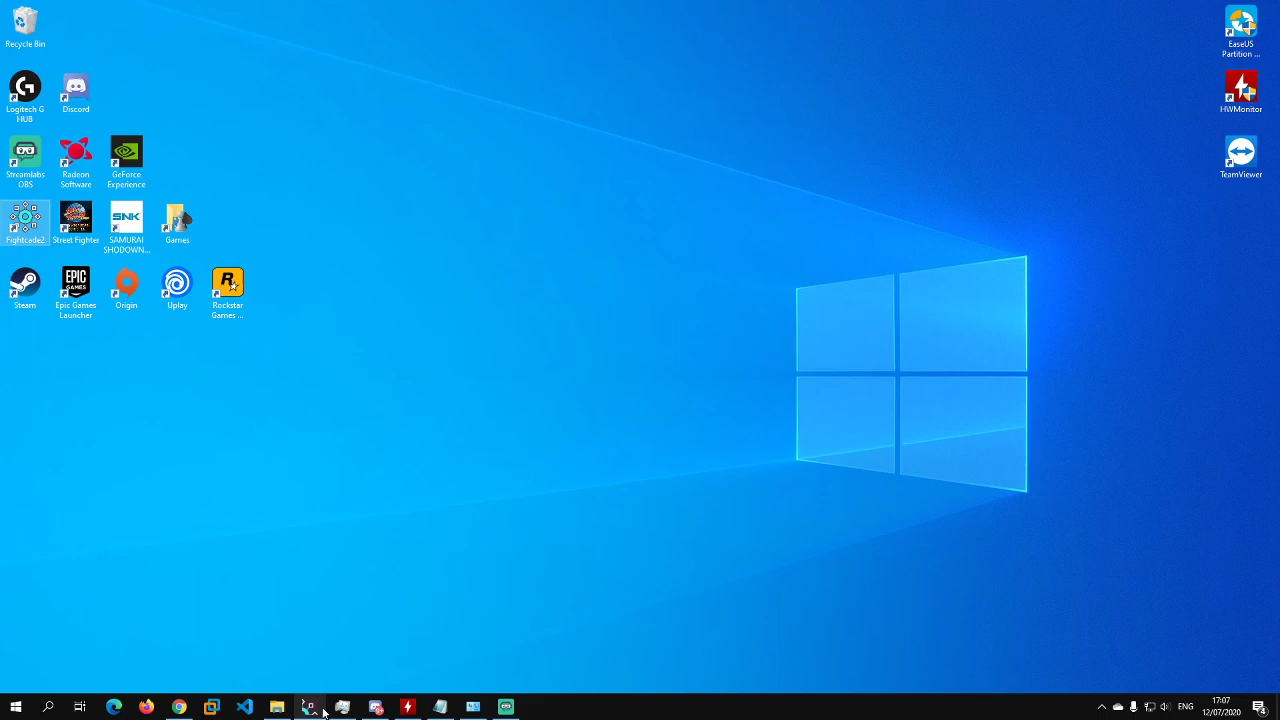 Recycle Bin
Logitech G
HUB
Discord
Streamlabs
OBS
Radeon
Software
GeForce
Experience
Fightcade2
Street Fighter
SNK
SAMURAI
SHODOWN...
Games
Steam
EPIC
GAMES
Epic Games
Launcher
Origin
Uplay
Rockstar
Games ...
EaseUS
Partition ...
HWMonitor
TeamViewer
ENG
17:07
12/07/2020
4